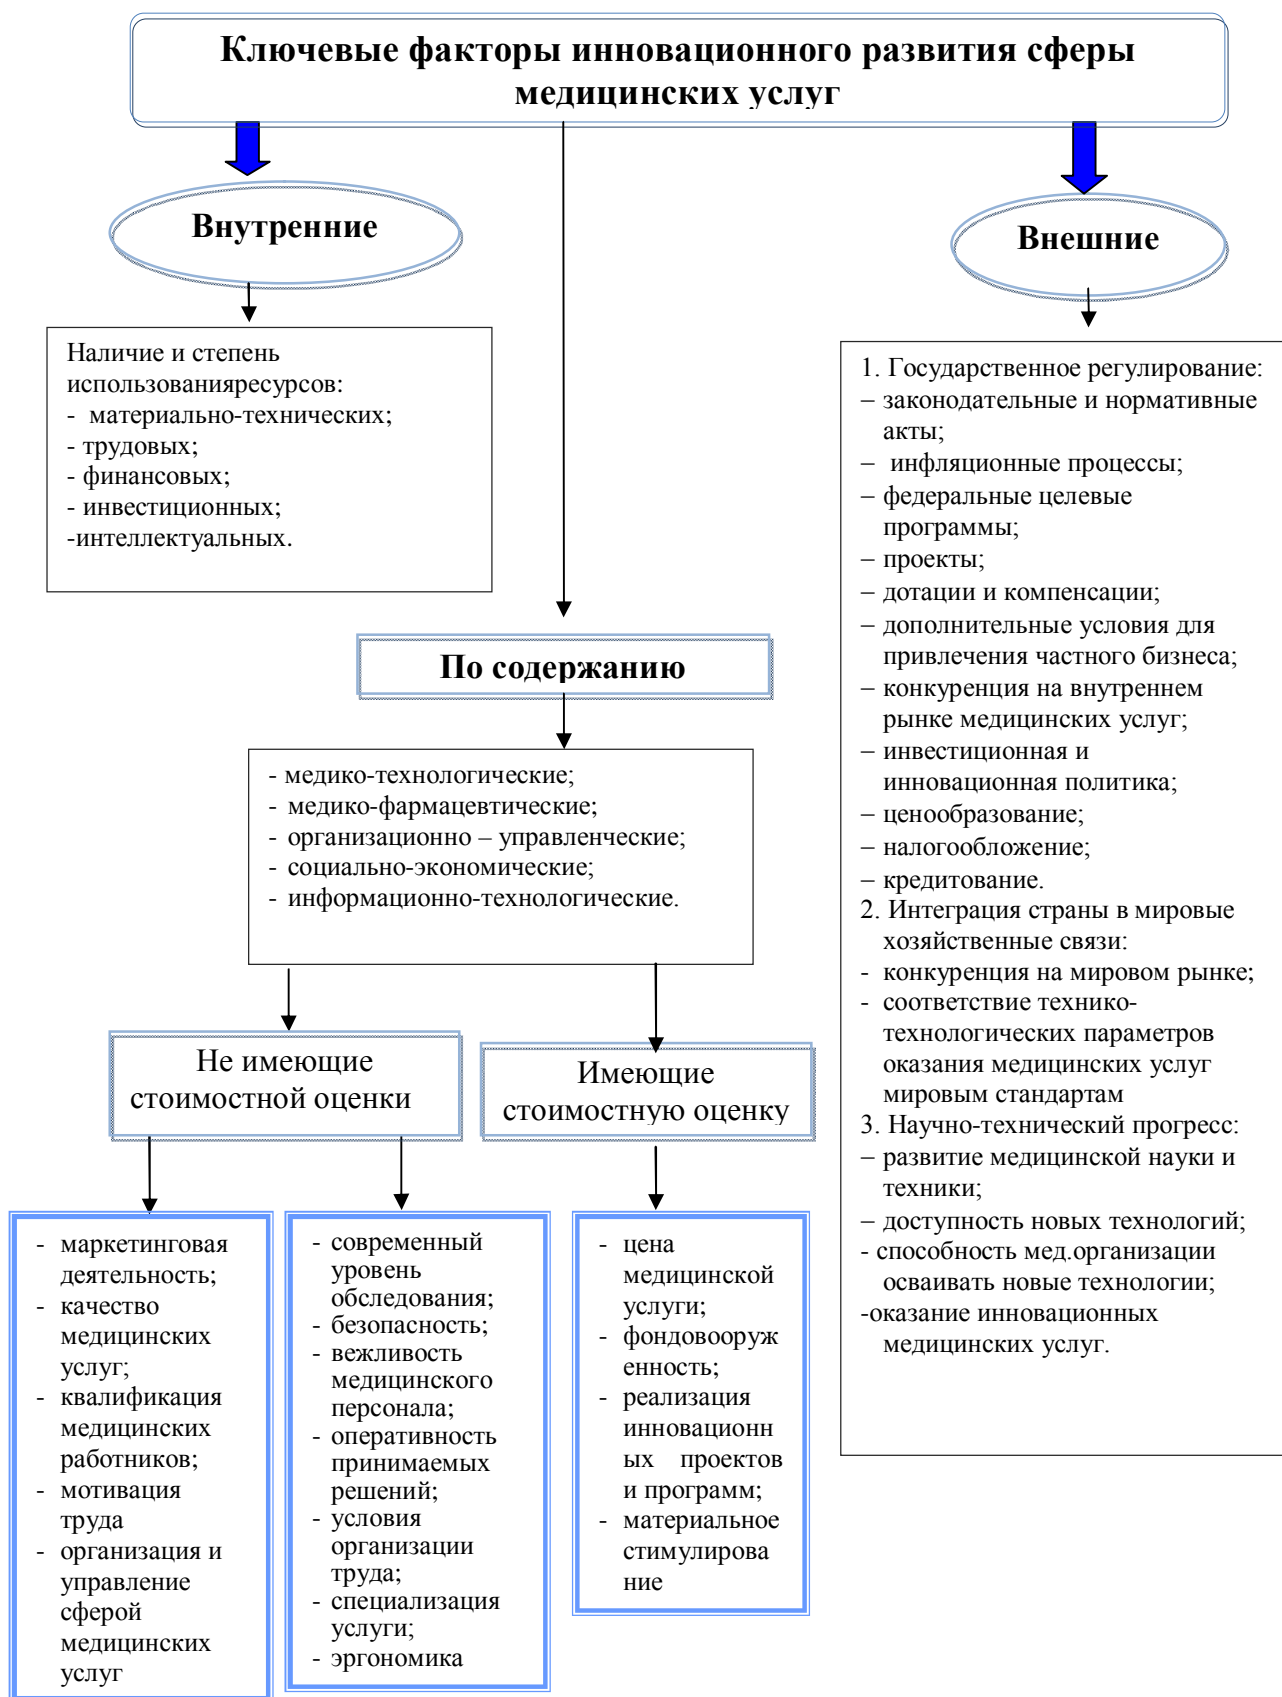 Ключевые факторы инновационного развития сферы
медицинских услуг
Внутренние
Внешние
Наличие и степень
использованияресурсов:
- материально-технических;
- трудовых;
- финансовых;
- инвестиционных;
-интеллектуальных.
По содержанию
- медико-технологические;
- медико-фармацевтические;
- организационно – управленческие;
- социально-экономические;
- информационно-технологические.
Не имеющие
стоимостной оценки
Имеющие
стоимостную оценку
- маркетинговая
деятельность;
- качество
медицинских
услуг;
- квалификация
медицинских
работников;
- мотивация
труда
- организация и
управление
сферой
медицинских
услуг
- современный
уровень
обследования;
- безопасность;
- вежливость
медицинского
персонала;
- оперативность
принимаемых
решений;
- условия
организации
труда;
- специализация
услуги;
- эргономика
- цена
медицинской
услуги;
- фондовооруж
енность;
- реализация
инновационн
ых проектов
и программ;
- материальное
стимулирова
ние
1. Государственное регулирование:
– законодательные и нормативные
акты;
– инфляционные процессы;
– федеральные целевые
программы;
– проекты;
– дотации и компенсации;
– дополнительные условия для
привлечения частного бизнеса;
– конкуренция на внутреннем
рынке медицинских услуг;
– инвестиционная и
инновационная политика;
– ценообразование;
– налогообложение;
– кредитование.
2. Интеграция страны в мировые
хозяйственные связи:
- конкуренция на мировом рынке;
- соответствие технико-
технологических параметров
оказания медицинских услуг
мировым стандартам
3. Научно-технический прогресс:
– развитие медицинской науки и
техники;
– доступность новых технологий;
- способность мед.организации
осваивать новые технологии;
-оказание инновационных
медицинских услуг.